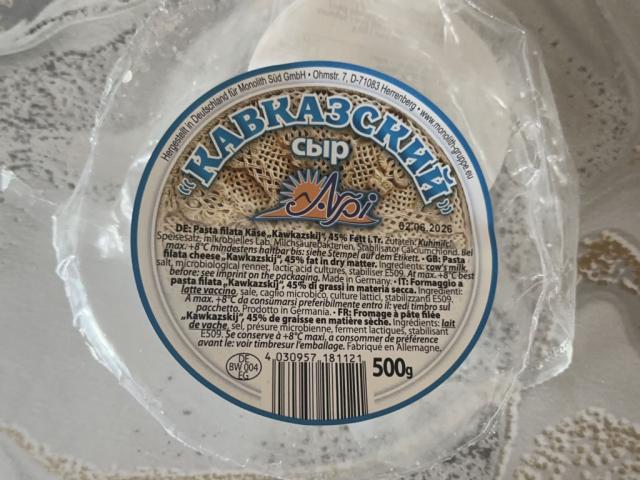 Hergestellt in Deutschland für Monolith Süd GmbH • Ohmstr. 7, D-71083 Herrenberg • www.monolith-gruppe.eu
"КАВКАЗСКИЙ"
сыр
Арі
02.06.2026
DE: Pasta filata Käse „Kawkazskij", 45% Fett i.Tr. Zutaten: Kuhmilch,
Speisesalz, mikrobielles Lab, Milchsäurebakterien, Stabilisator Calciumchlorid. Bei
max. +8°C mindestens haltbar bis: siehe Stempel auf dem Etikett. • GB: Pasta
filata cheese „Kawkazskij", 45% fat in dry matter. Ingredients: cow's milk,
salt, microbiological rennet, lactic acid cultures, stabiliser E509. At max. +8°C best
before: see imprint on the packaging. Made in Germany. • IT: Formaggio a
pasta filata „Kawkazskij", 45% di grassi in materia secca. Ingredienti:
latte vaccino, sale, caglio microbico, culture lattici, stabilizzanti E509.
A max. +8°C da consumarsi preferibilmente entro il: vedi timbro sul
pacchetto. Prodotto in Germania. • FR: Fromage à pâte filée
„Kawkazskij", 45% de graisse en matière sèche. Ingrédients: lait
de vache, sel, présure microbienne, ferments lactiques, stabilisant
E509. Se conserve à +8°C maxi, a consommer de préférence
avant le: voir timbresur l'emballage. Fabriqué en Allemagne.
DE
BW 004
EG
4 030957 181121
500g